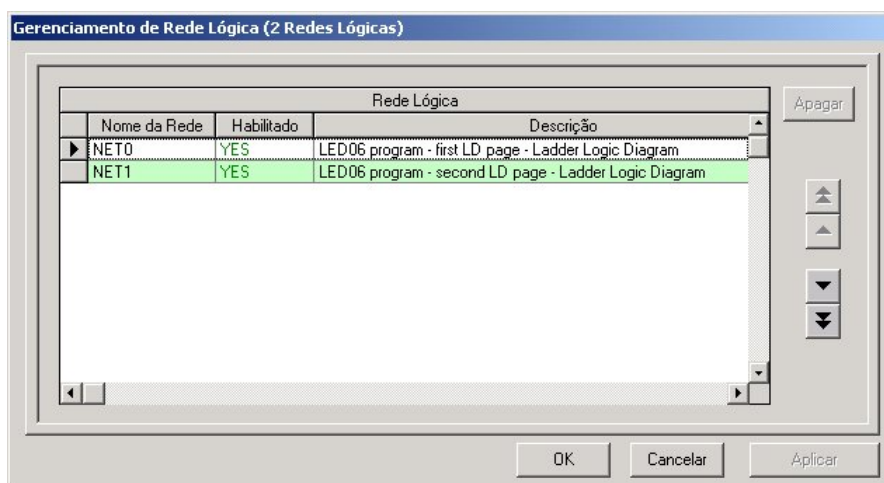 Gerenciamento de Rede Lógica (2 Redes Lógicas)
Rede Lógica
Apagar
Nome da Rede Habilitado Descrição
NET0 YES LED06 program - first LD page - Ladder Logic Diagram
NET1 YES LED06 program - second LD page - Ladder Logic Diagram
OK Cancelar Aplicar